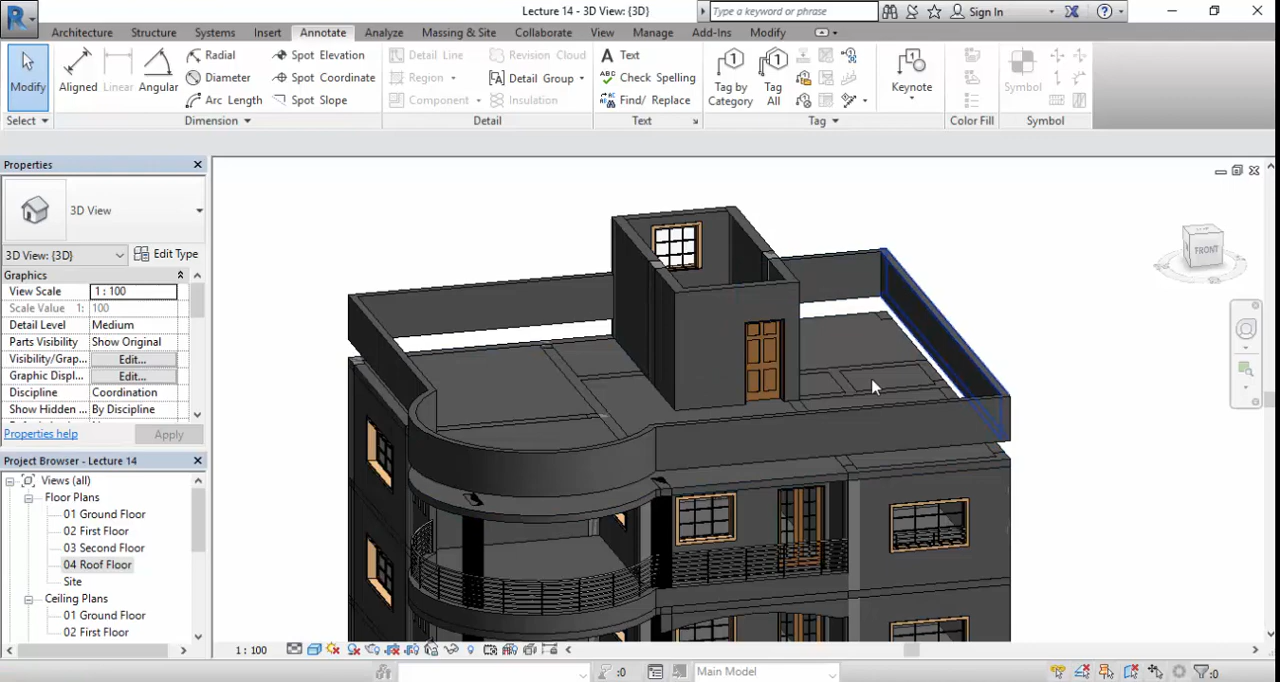 Lecture 14 - 3D View: {3D}
Type a keyword or phrase
Sign In
Architecture Structure Systems Insert Annotate Analyze Massing & Site Collaborate View Manage Add-Ins Modify
Modify
Select
Aligned
Linear
Angular
Radial
Diameter
Arc Length
Spot Elevation
Spot Coordinate
Spot Slope
Dimension
Detail Line
Region
Component
Revision Cloud
Detail Group
Insulation
Detail
Text
Check Spelling
Find/ Replace
Text
Tag by
Category
Tag
All
Tag
Keynote
Color Fill
Symbol
Symbol
Properties
3D View
3D View: {3D}
Edit Type
Graphics
View Scale 1 : 100
Scale Value 1: 100
Detail Level Medium
Parts Visibility Show Original
Visibility/Grap... Edit...
Graphic Displ... Edit...
Discipline Coordination
Show Hidden ... By Discipline
Properties help
Apply
Project Browser - Lecture 14
Views (all)
Floor Plans
01 Ground Floor
02 First Floor
03 Second Floor
04 Roof Floor
Site
Ceiling Plans
01 Ground Floor
02 First Floor
FRONT
1 : 100
:0
Main Model
:0